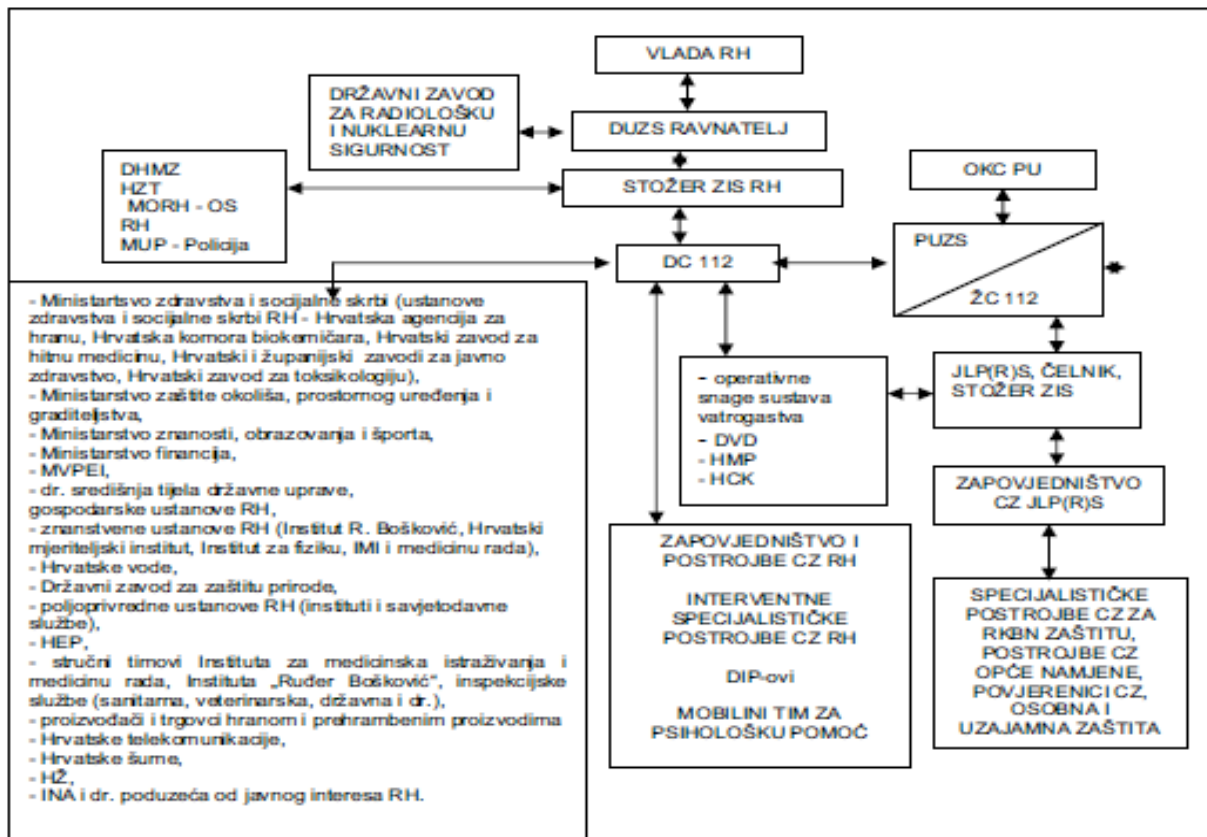 VLADA RH
DRŽAVNI ZAVOD
ZA RADIOLOŠKU
I NUKLEARNU
SIGURNOST
DUZS RAVNATELJ
DHMZ
HZT
MORH - OS
RH
MUP - Policija
STOŽER ZIS RH
OKC PU
DC 112
PUZS
ŽC 112
- Ministartsvo zdravstva i socijalne skrbi (ustanove
zdravstva i socijalne skrbi RH - Hrvatska agencija za
hranu, Hrvatska komora biokemičara, Hrvatski zavod za
hitnu medicinu, Hrvatski i županijski zavodi za javno
zdravstvo, Hrvatski zavod za toksikologiju),
- Ministarstvo zaštite okoliša, prostornog uređenja i
graditeljstva,
- Ministarstvo znanosti, obrazovanja i športa,
- Ministarstvo financija,
- MVPEI,
- dr. središnja tijela državne uprave,
gospodarske ustanove RH,
- znanstvene ustanove RH (Institut R. Bošković, Hrvatski
mjeriteljski institut, Institut za fiziku, IMI i medicinu rada),
- Hrvatske vode,
- Državni zavod za zaštitu prirode,
- poljoprivredne ustanove RH (instituti i savjetodavne
službe),
- HEP,
- stručni timovi Instituta za medicinska istraživanja i
medicinu rada, Instituta „Ruđer Bošković“, inspekcijske
službe (sanitarna, veterinarska, državna i dr.),
- proizvođači i trgovci hranom i prehrambenim proizvodima
- Hrvatske telekomunikacije,
- Hrvatske šume,
- HŽ,
- INA i dr. poduzeća od javnog interesa RH.
- operativne
snage sustava
vatrogastva
- DVD
- HMP
- HCK
JLP(R)S, ČELNIK,
STOŽER ZIS
ZAPOVJEDNIŠTVO
CZ JLP(R)S
ZAPOVJEDNIŠTVO I
POSTROJBE CZ RH
INTERVENTNE
SPECIJALISTIČKE
POSTROJBE CZ RH
DIP-ovi
MOBILINI TIM ZA
PSIHOLOŠKU POMOĆ
SPECIJALISTIČKE
POSTROJBE CZ ZA
RKBN ZAŠTITU,
POSTROJBE CZ
OPĆE NAMJENE,
POVJERENICI CZ,
OSOBNA I
UZAJAMNA ZAŠTITA